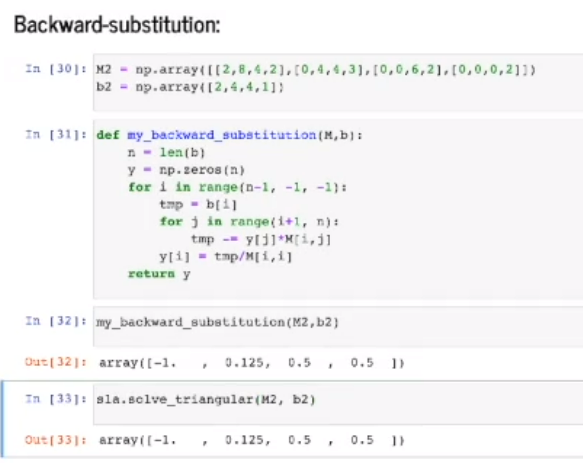 Backward-substitution:
In [30]: M2 = np.array([[2,8,4,2],[0,4,4,3],[0,0,6,2],[0,0,0,2]])
b2 = np.array([2,4,4,1])
In [31]: def my_backward_substitution(M,b):
n = len(b)
y = np.zeros(n)
for i in range(n-1, -1, -1):
tmp = b[i]
for j in range(i+1, n):
tmp -= y[j]*M[i,j]
y[i] = tmp/M[i,i]
return y
In [32]: my_backward_substitution(M2,b2)
Out[32]: array([-1.   ,  0.125,  0.5  ,  0.5  ])
In [33]: sla.solve_triangular(M2, b2)
Out[33]: array([-1.   ,  0.125,  0.5  ,  0.5  ])